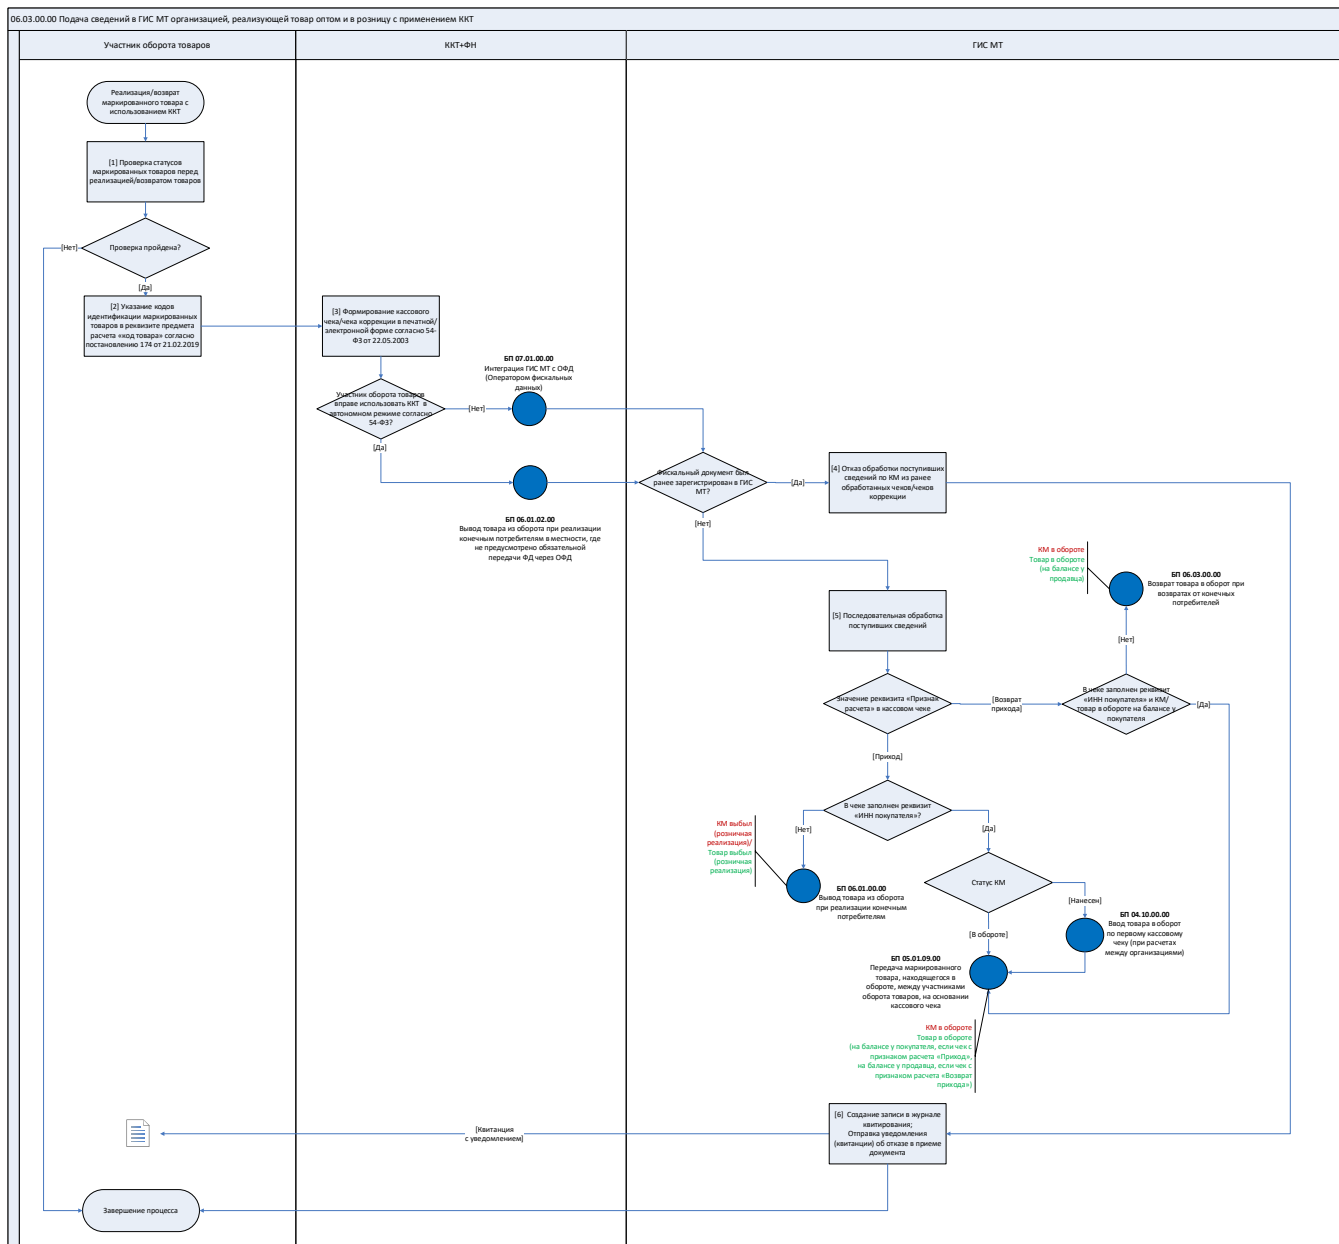 06.03.00.00 Подача сведений в ГИС МТ организацией, реализующей товар оптом и в розницу с применением ККТ
Участник оборота товаров
ККТ+ФН
ГИС МТ
Реализация/возврат
маркированного товара с
использованием ККТ
[1] Проверка статусов
маркированных товаров перед
реализацией/возвратом товаров
Проверка пройдена?
[Нет]
[Да]
[2] Указание кодов
идентификации маркированных
товаров в реквизите предмета
расчета «код товара» согласно
постановлению 174 от 21.02.2019
[3] Формирование кассового
чека/чека коррекции в печатной/
электронной форме согласно 54-
ФЗ от 22.05.2003
Участник оборота товаров
вправе использовать ККТ в
автономном режиме согласно
54-ФЗ?
[Нет]
[Да]
БП 07.01.00.00
Интеграция ГИС МТ с ОФД
(Оператором фискальных
данных)
БП 06.01.02.00
Вывод товара из оборота при реализации
конечным потребителям в местности, где
не предусмотрено обязательной
передачи ФД через ОФД
Фискальный документ был
ранее зарегистрирован в ГИС
МТ?
[Да]
[Нет]
[4] Отказ обработки поступивших
сведений по КМ из ранее
обработанных чеков/чеков
коррекции
[5] Последовательная обработка
поступивших сведений
КМ в обороте
Товар в обороте
(на балансе у
продавца)
БП 06.03.00.00
Возврат товара в оборот при
возвратах от конечных
потребителей
[Нет]
Значение реквизита «Признак
расчета» в кассовом чеке
[Возврат
прихода]
В чеке заполнен реквизит
«ИНН покупателя» и КМ/
товар в обороте на балансе у
покупателя
[Да]
[Приход]
В чеке заполнен реквизит
«ИНН покупателя»?
[Нет]
[Да]
КМ выбыл
(розничная
реализация)/
Товар выбыл
(розничная
реализация)
БП 06.01.00.00
Вывод товара из оборота
при реализации конечным
потребителям
Статус КМ
[Нанесен]
[В обороте]
БП 04.10.00.00
Ввод товара в оборот
по первому кассовому
чеку (при расчетах
между организациями)
БП 05.01.09.00
Передача маркированного
товара, находящегося в
обороте, между участниками
оборота товаров, на основании
кассового чека
КМ в обороте
Товар в обороте
(на балансе у покупателя, если чек с
признаком расчета «Приход»,
на балансе у продавца, если чек с
признаком расчета «Возврат
прихода»)
[6] Создание записи в журнале
квитирования;
Отправка уведомления
(квитанции) об отказе в приеме
документа
[Квитанция
с уведомлением]
Завершение процесса